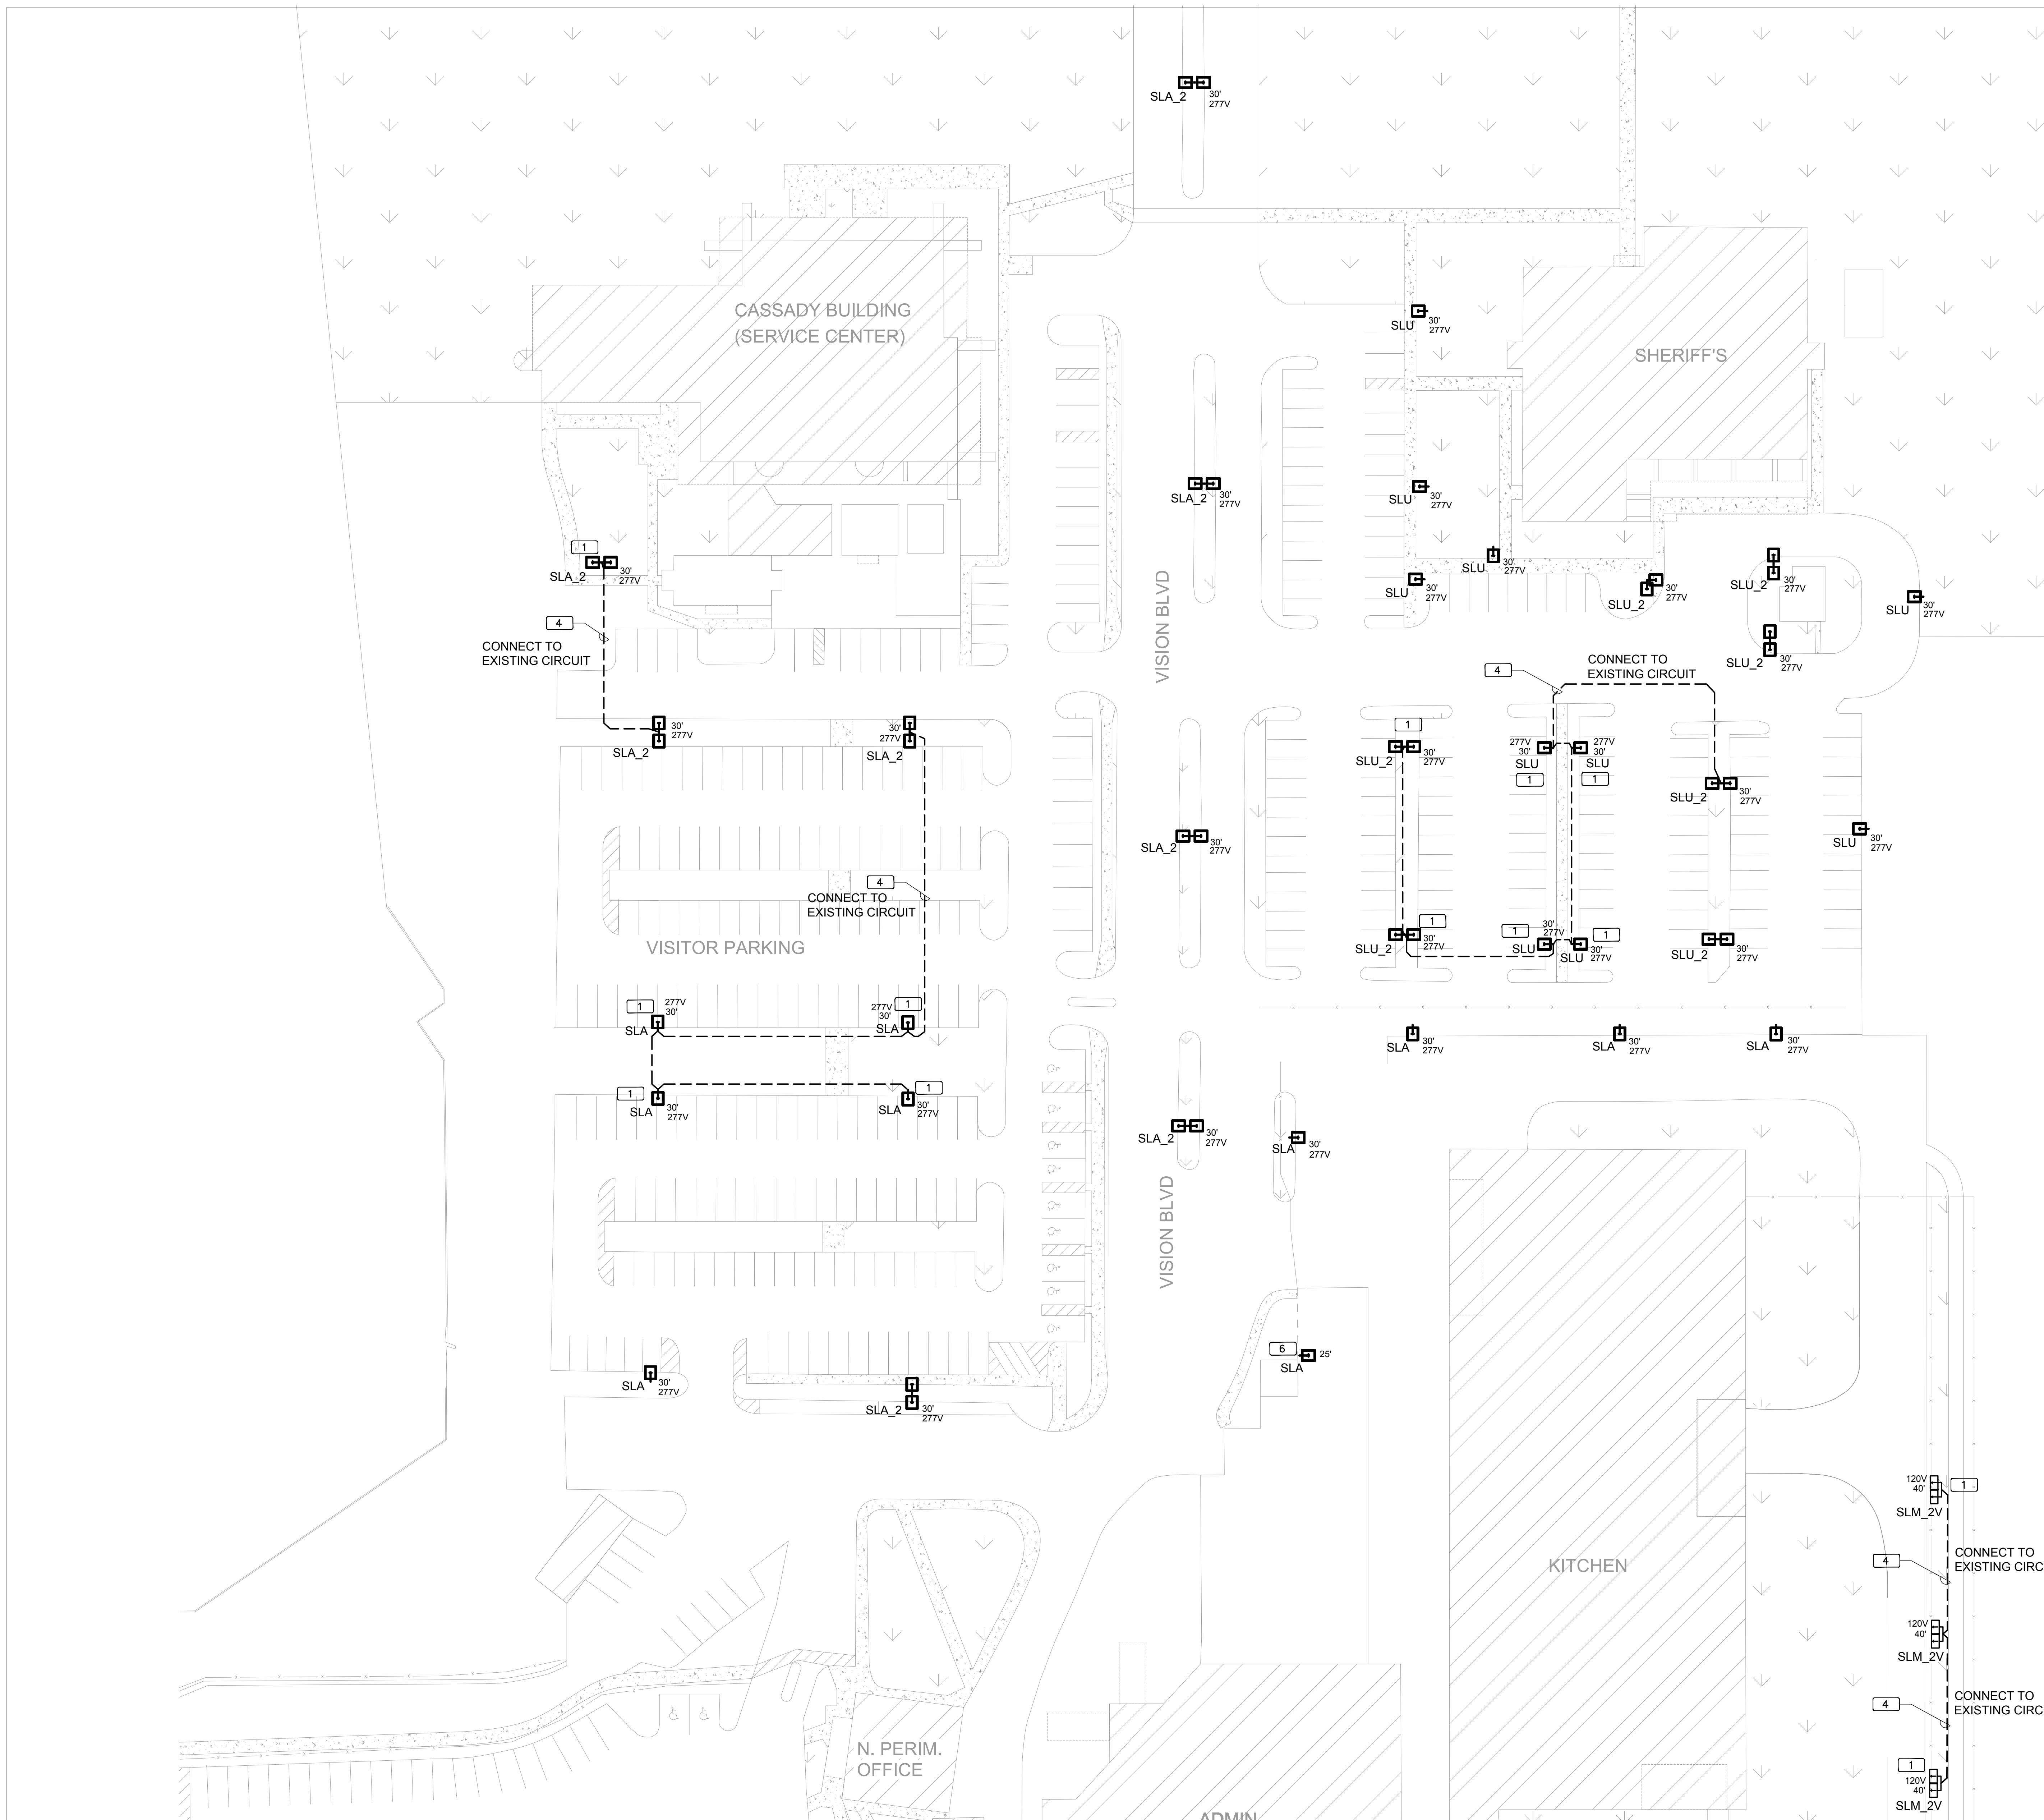 SLA_2
30'
277V
CASSADY BUILDING
(SERVICE CENTER)
SLU
30'
277V
SHERIFF'S
SLA_2
30'
277V
SLU
30'
277V
1
SLA_2
30'
277V
SLU
30'
277V
SLU
30'
277V
SLU_2
30'
277V
SLU_2
30'
277V
SLU
30'
277V
VISION BLVD
4
CONNECT TO
EXISTING CIRCUIT
SLU_2
30'
277V
4
CONNECT TO
EXISTING CIRCUIT
30'
277V
SLA_2
30'
277V
SLA_2
1
SLU_2
30'
277V
277V
30'
SLU
1
277V
30'
SLU
1
SLU_2
30'
277V
SLA_2
30'
277V
SLU
30'
277V
4
CONNECT TO
EXISTING CIRCUIT
VISITOR PARKING
1
SLU_2
30'
277V
1
30'
277V
SLU
1
SLU
30'
277V
SLU_2
30'
277V
1
277V
30'
SLA
1
277V
30'
SLA
SLA
30'
277V
SLA
30'
277V
SLA
30'
277V
1
SLA
30'
277V
1
SLA
30'
277V
SLA_2
30'
277V
SLA
30'
277V
VISION BLVD
6
SLA
25'
SLA
30'
277V
SLA_2
30'
277V
120V
40'
1
SLM_2V
KITCHEN
4
CONNECT TO
EXISTING CIRC
120V
40'
SLM_2V
4
CONNECT TO
EXISTING CIRC
N. PERIM.
OFFICE
1
120V
40'
SLM_2V
ADMIN